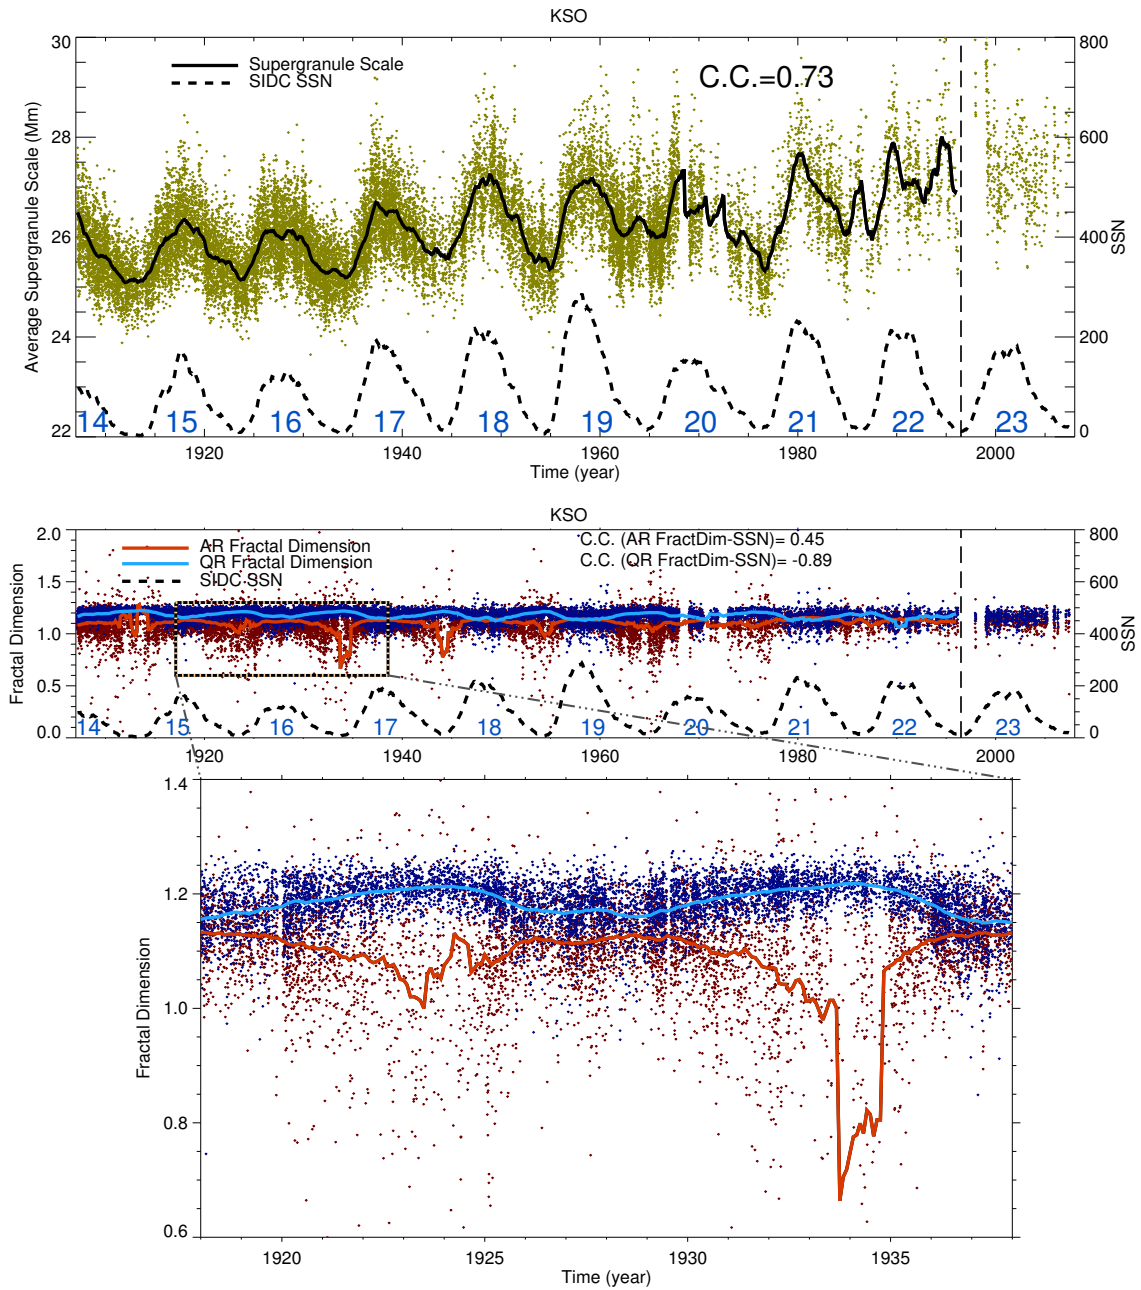 KSO
Supergranule Scale
SIDC SSN
C.C.=0.73
30
28
26
24
22
800
600
400
200
0
Average Supergranule Scale (Mm)
SSN
14 15 16 17 18 19 20 21 22 23
1920 1940 1960 1980 2000
Time (year)
KSO
AR Fractal Dimension
QR Fractal Dimension
SIDC SSN
C.C. (AR FractDim-SSN)= 0.45
C.C. (QR FractDim-SSN)= -0.89
2.0
1.5
1.0
0.5
0.0
800
600
400
200
0
Fractal Dimension
SSN
14 15 16 17 18 19 20 21 22 23
1920 1940 1960 1980 2000
Time (year)
1.4
1.2
1.0
0.8
0.6
Fractal Dimension
1920 1925 1930 1935
Time (year)